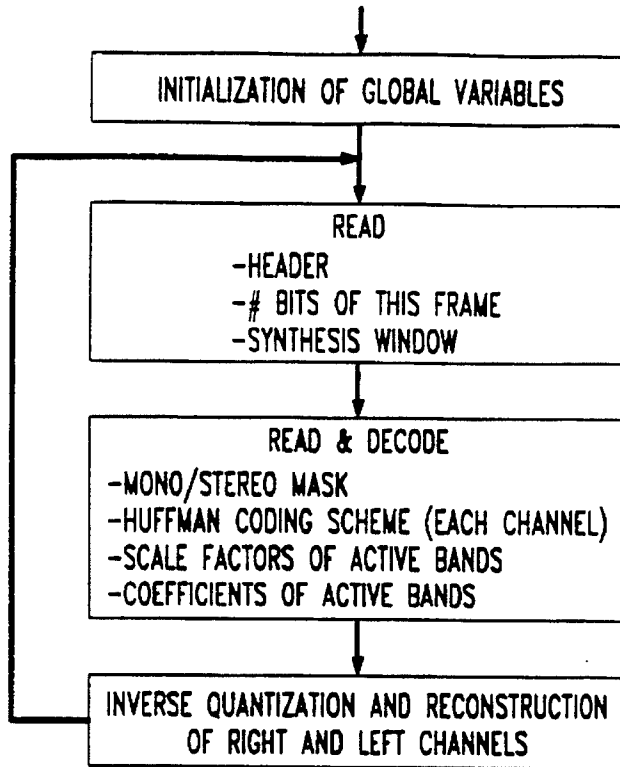 INITIALIZATION OF GLOBAL VARIABLES
READ
-HEADER
-# BITS OF THIS FRAME
-SYNTHESIS WINDOW
READ & DECODE
-MONO/STEREO MASK
-HUFFMAN CODING SCHEME (EACH CHANNEL)
-SCALE FACTORS OF ACTIVE BANDS
-COEFFICIENTS OF ACTIVE BANDS
INVERSE QUANTIZATION AND RECONSTRUCTION
OF RIGHT AND LEFT CHANNELS